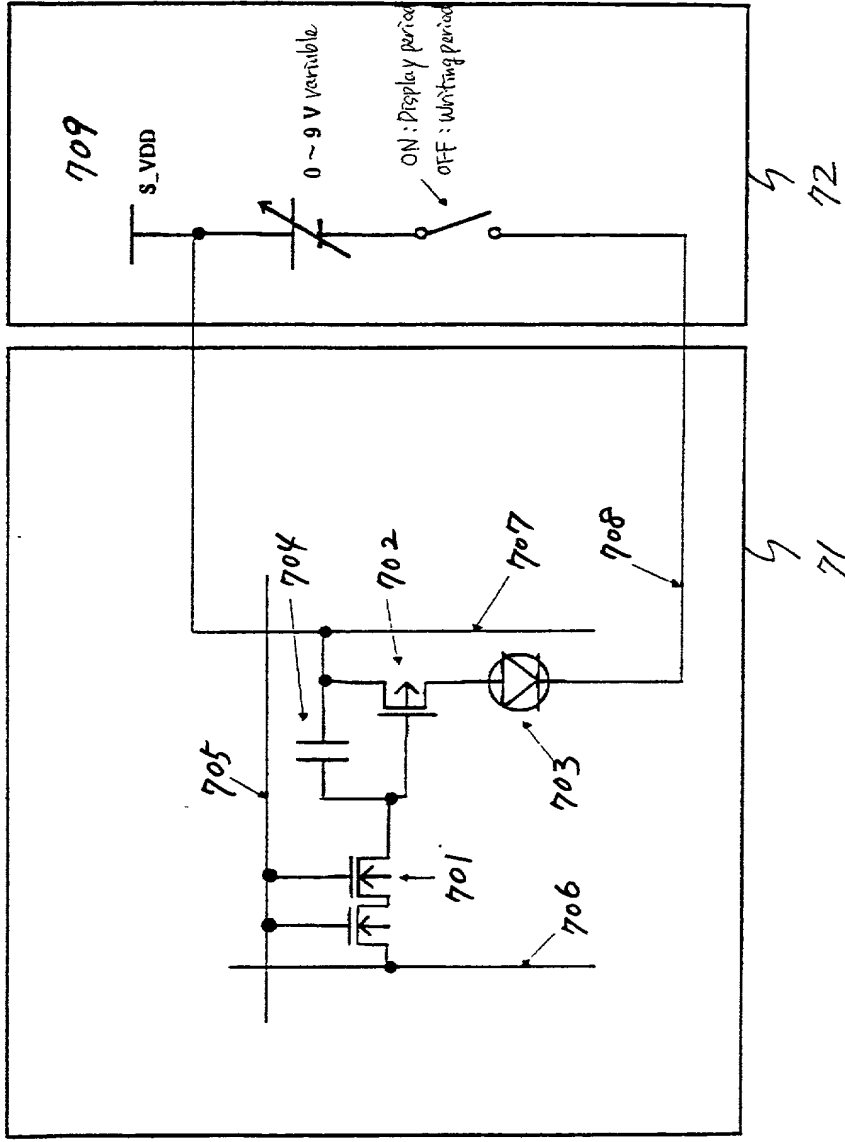 709
S_VDD
0 ~ 9 V variable
ON : Display period
OFF : Writing period
72
704
702
707
708
705
703
701
706
71